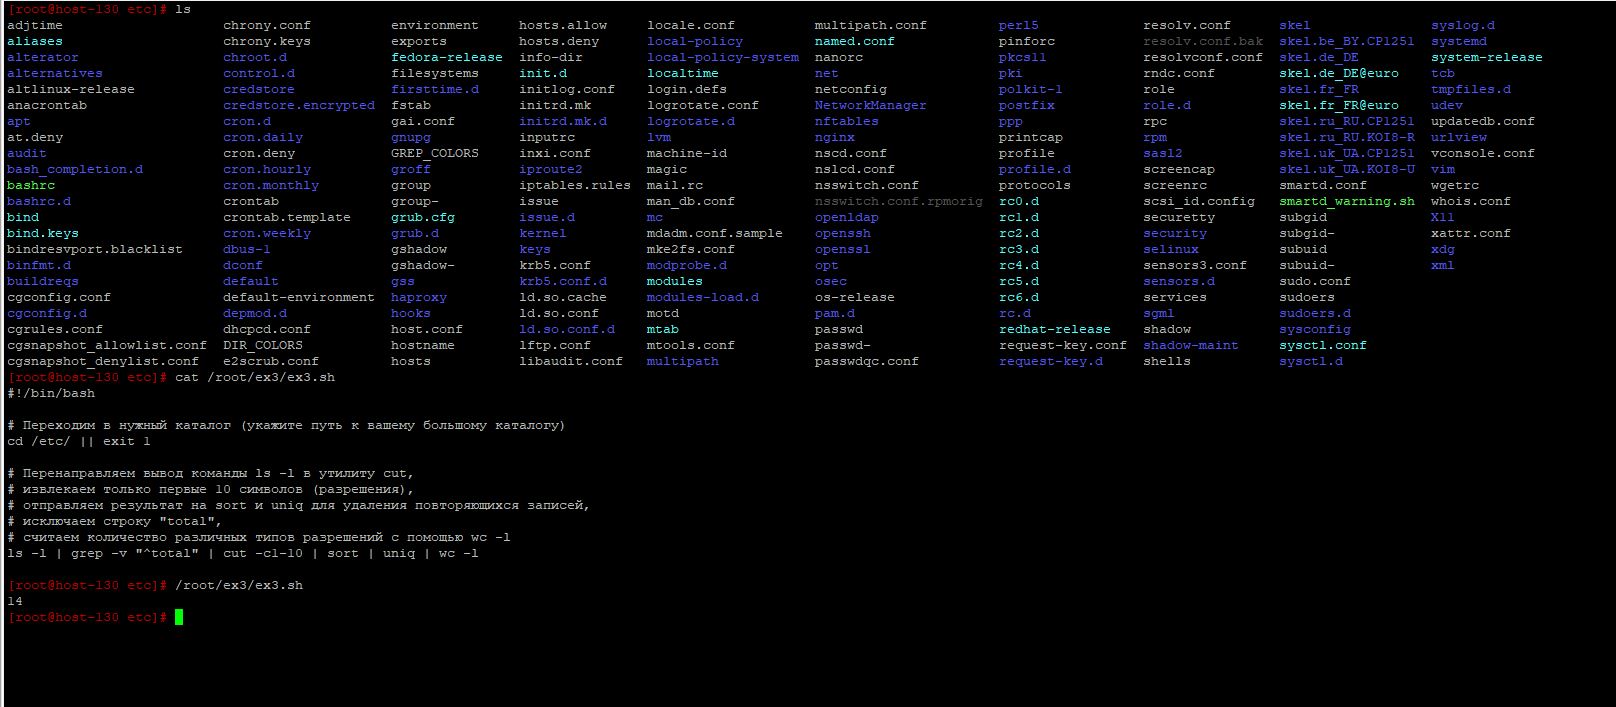 [root@host-130 etc]# ls
adjtime chrony.conf environment hosts.allow locale.conf multipath.conf perl5 resolv.conf skel syslog.d
aliases chrony.keys exports hosts.deny local-policy named.conf pinforc resolv.conf.bak skel.be_BY.CP1251 systemd
alterator chroot.d fedora-release info-dir local-policy-system nanorc pkcs11 resolvconf.conf skel.de_DE system-release
alternatives control.d filesystems init.d localtime net pki rndc.conf skel.de_DE@euro tcb
altlinux-release credstore firsttime.d initlog.conf login.defs netconfig polkit-1 role skel.fr_FR tmpfiles.d
anacrontab credstore.encrypted fstab initrd.mk logrotate.conf NetworkManager postfix role.d skel.fr_FR@euro udev
apt cron.d gai.conf initrd.mk.d logrotate.d nftables ppp rpc skel.ru_RU.CP1251 updatedb.conf
at.deny cron.daily gnupg inputrc lvm nginx printcap rpm skel.ru_RU.KOI8-R urlview
audit cron.deny GREP_COLORS inxi.conf machine-id nscd.conf profile sasl2 skel.uk_UA.CP1251 vconsole.conf
bash_completion.d cron.hourly groff iproute2 magic nslcd.conf profile.d screencap skel.uk_UA.KOI8-U vim
bashrc cron.monthly group iptables.rules mail.rc nsswitch.conf protocols screenrc smartd.conf wgetrc
bashrc.d crontab group- issue man_db.conf nsswitch.conf.rpmorig rc0.d scsi_id.config smartd_warning.sh whois.conf
bind crontab.template grub.cfg issue.d mc openldap rc1.d securetty subgid X11
bind.keys cron.weekly grub.d kernel mdadm.conf.sample openssh rc2.d security subgid- xattr.conf
bindresvport.blacklist dbus-1 gshadow keys mke2fs.conf openssl rc3.d selinux subuid xdg
binfmt.d dconf gshadow- krb5.conf modprobe.d opt rc4.d sensors3.conf subuid- xml
buildreqs default gss krb5.conf.d modules osec rc5.d sensors.d sudo.conf
cgconfig.conf default-environment haproxy ld.so.cache modules-load.d os-release rc6.d services sudoers
cgconfig.d depmod.d hooks ld.so.conf motd pam.d rc.d sgml sudoers.d
cgrules.conf dhcpcd.conf host.conf ld.so.conf.d mtab passwd redhat-release shadow sysconfig
cgsnapshot_allowlist.conf DIR_COLORS hostname lftp.conf mtools.conf passwd- request-key.conf shadow-maint sysctl.conf
cgsnapshot_denylist.conf e2scrub.conf hosts libaudit.conf multipath passwdqc.conf request-key.d shells sysctl.d
[root@host-130 etc]# cat /root/ex3/ex3.sh
#!/bin/bash
# Переходим в нужный каталог (укажите путь к вашему большому каталогу)
cd /etc/ || exit 1
# Перенаправляем вывод команды ls -l в утилиту cut,
# извлекаем только первые 10 символов (разрешения),
# отправляем результат на sort и uniq для удаления повторяющихся записей,
# исключаем строку "total",
# считаем количество различных типов разрешений с помощью wc -l
ls -l | grep -v "^total" | cut -c1-10 | sort | uniq | wc -l
[root@host-130 etc]# /root/ex3/ex3.sh
14
[root@host-130 etc]#